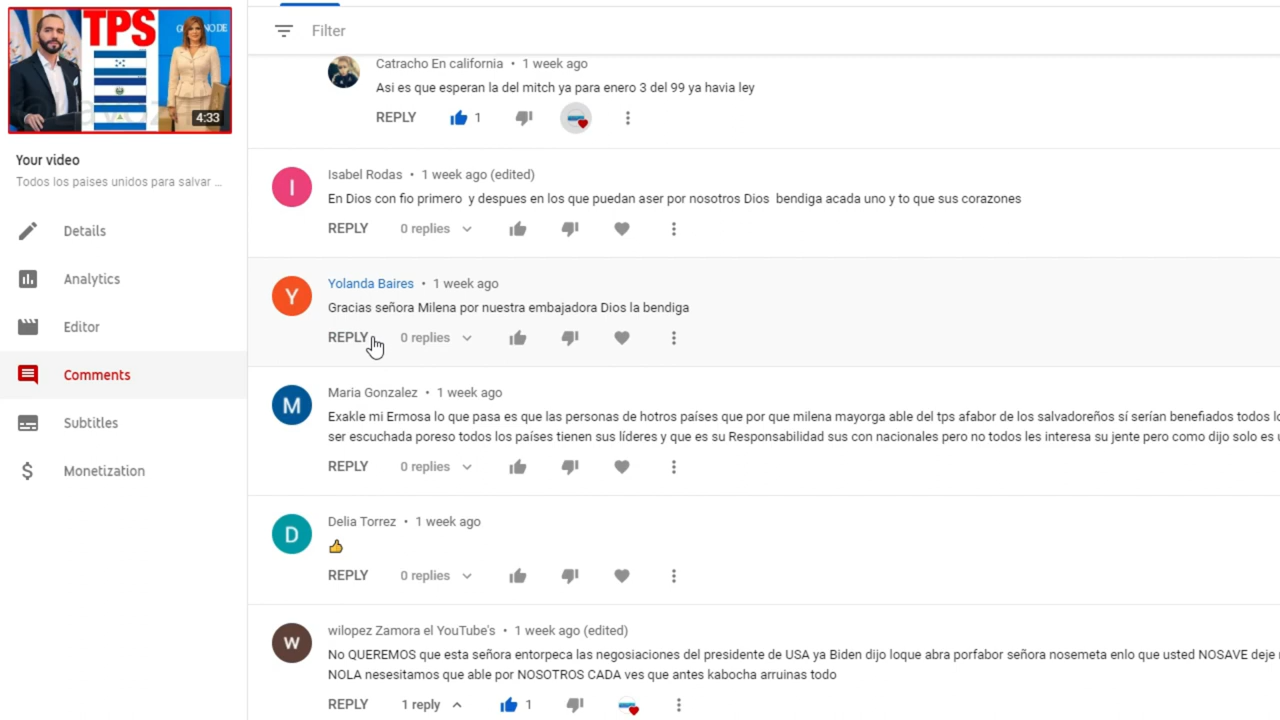 TPS
4:33
Your video
Todos los paises unidos para salvar ...
Details
Analytics
Editor
Comments
Subtitles
Monetization
Filter
Catracho En california • 1 week ago
Asi es que esperan la del mitch ya para enero 3 del 99 ya havia ley
REPLY 1
I
Isabel Rodas • 1 week ago (edited)
En Dios con fio primero y despues en los que puedan aser por nosotros Dios bendiga acada uno y to que sus corazones
REPLY 0 replies
Y
Yolanda Baires • 1 week ago
Gracias señora Milena por nuestra embajadora Dios la bendiga
REPLY 0 replies
M
Maria Gonzalez • 1 week ago
Exakle mi Ermosa lo que pasa es que las personas de hotros países que por que milena mayorga able del tps afabor de los salvadoreños sí serían benefiados todos lo
ser escuchada poreso todos los países tienen sus líderes y que es su Responsabilidad sus con nacionales pero no todos les interesa su jente pero como dijo solo es
REPLY 0 replies
D
Delia Torrez • 1 week ago
👍
REPLY 0 replies
W
wilopez Zamora el YouTube's • 1 week ago (edited)
No QUEREMOS que esta señora entorpeca las negosiaciones del presidente de USA ya Biden dijo loque abra porfabor señora nosemeta enlo que usted NOSAVE deje
NOLA nesesitamos que able por NOSOTROS CADA ves que antes kabocha arruinas todo
REPLY 1 reply 1